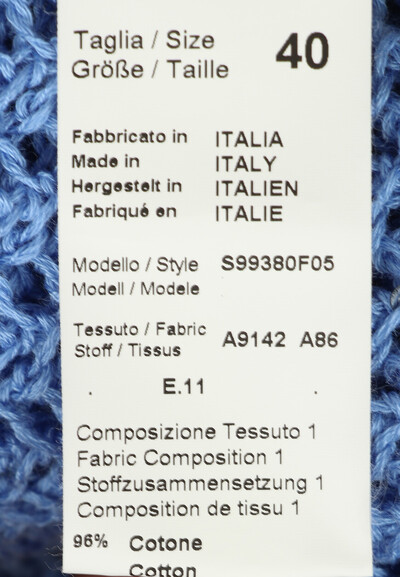 Taglia / Size 40
Größe / Taille
Fabbricato in ITALIA
Made in ITALY
Hergestelt in ITALIEN
Fabriqué en ITALIE
Modello / Style S99380F05
Modell / Modele
Tessuto / Fabric A9142 A86
Stoff / Tissus
. E.11 .
Composizione Tessuto 1
Fabric Composition 1
Stoffzusammensetzung 1
Composition de tissu 1
96% Cotone
Cotton